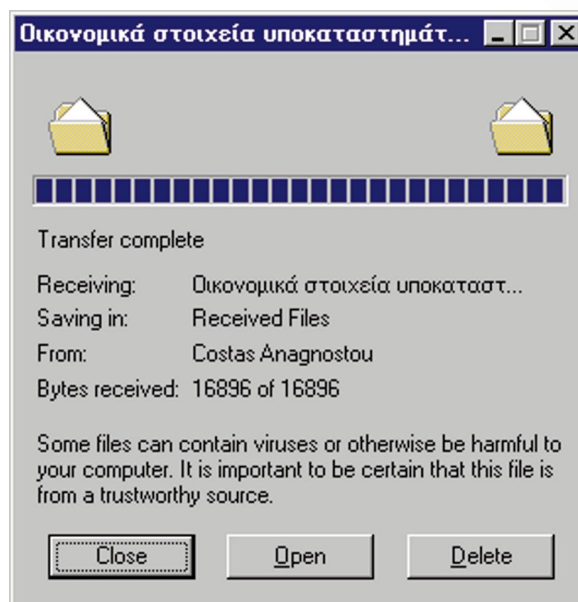 Οικονομικά στοιχεία υποκαταστημάτ...
Transfer complete
Receiving: Οικονομικά στοιχεία υποκαταστ...
Saving in: Received Files
From: Costas Anagnostou
Bytes received: 16896 of 16896
Some files can contain viruses or otherwise be harmful to
your computer. It is important to be certain that this file is
from a trustworthy source.
Close Open Delete